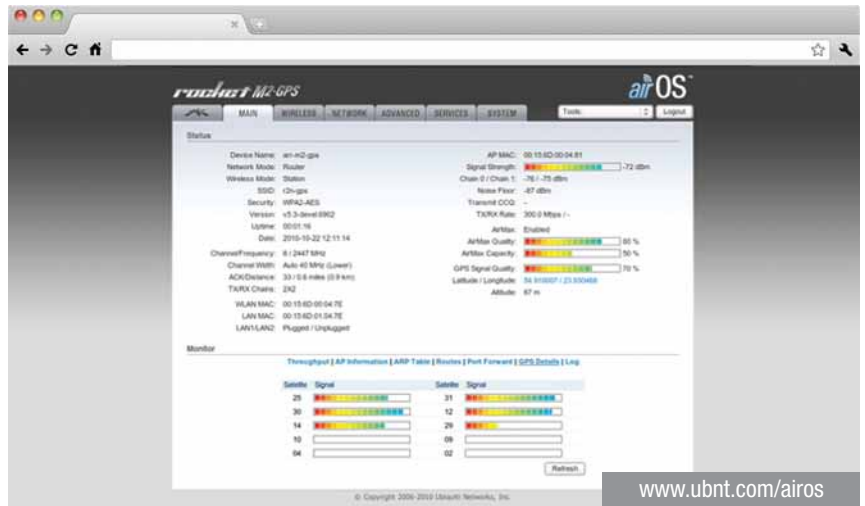 rocket M2-GPS
airOS™
MAIN WIRELESS NETWORK ADVANCED SERVICES SYSTEM Tools: Logout
Status
Device Name: arr-m2-gps
Network Mode: Router
Wireless Mode: Station
SSID: r2n-gps
Security: WPA2-AES
Version: v5.3-devel.6902
Uptime: 00:01:16
Date: 2010-10-22 12:11:14
Channel/Frequency: 8 / 2447 MHz
Channel Width: Auto 40 MHz (Lower)
ACK/Distance: 33 / 0.6 miles (0.9 km)
TX/RX Chains: 2X2
WLAN MAC: 00:15:6D:00:04:7E
LAN MAC: 00:15:6D:01:04:7E
LAN1/LAN2: Plugged / Unplugged
AP MAC: 00:15:6D:00:04:81
Signal Strength: -72 dBm
Chain 0 / Chain 1: -76 / -75 dBm
Noise Floor: -87 dBm
Transmit CCQ: -
TX/RX Rate: 300.0 Mbps / -
AirMax: Enabled
AirMax Quality: 80 %
AirMax Capacity: 50 %
GPS Signal Quality: 70 %
Latitude / Longitude:
Altitude: 67 m
Monitor
Throughput | AP Information | ARP Table | Routes | Port Forward | GPS Details | Log
Satellite Signal Satellite Signal
25 31
30 12
14 29
10 09
04 02
Refresh
© Copyright 2006-2010 Ubiquiti Networks, Inc.
www.ubnt.com/airos